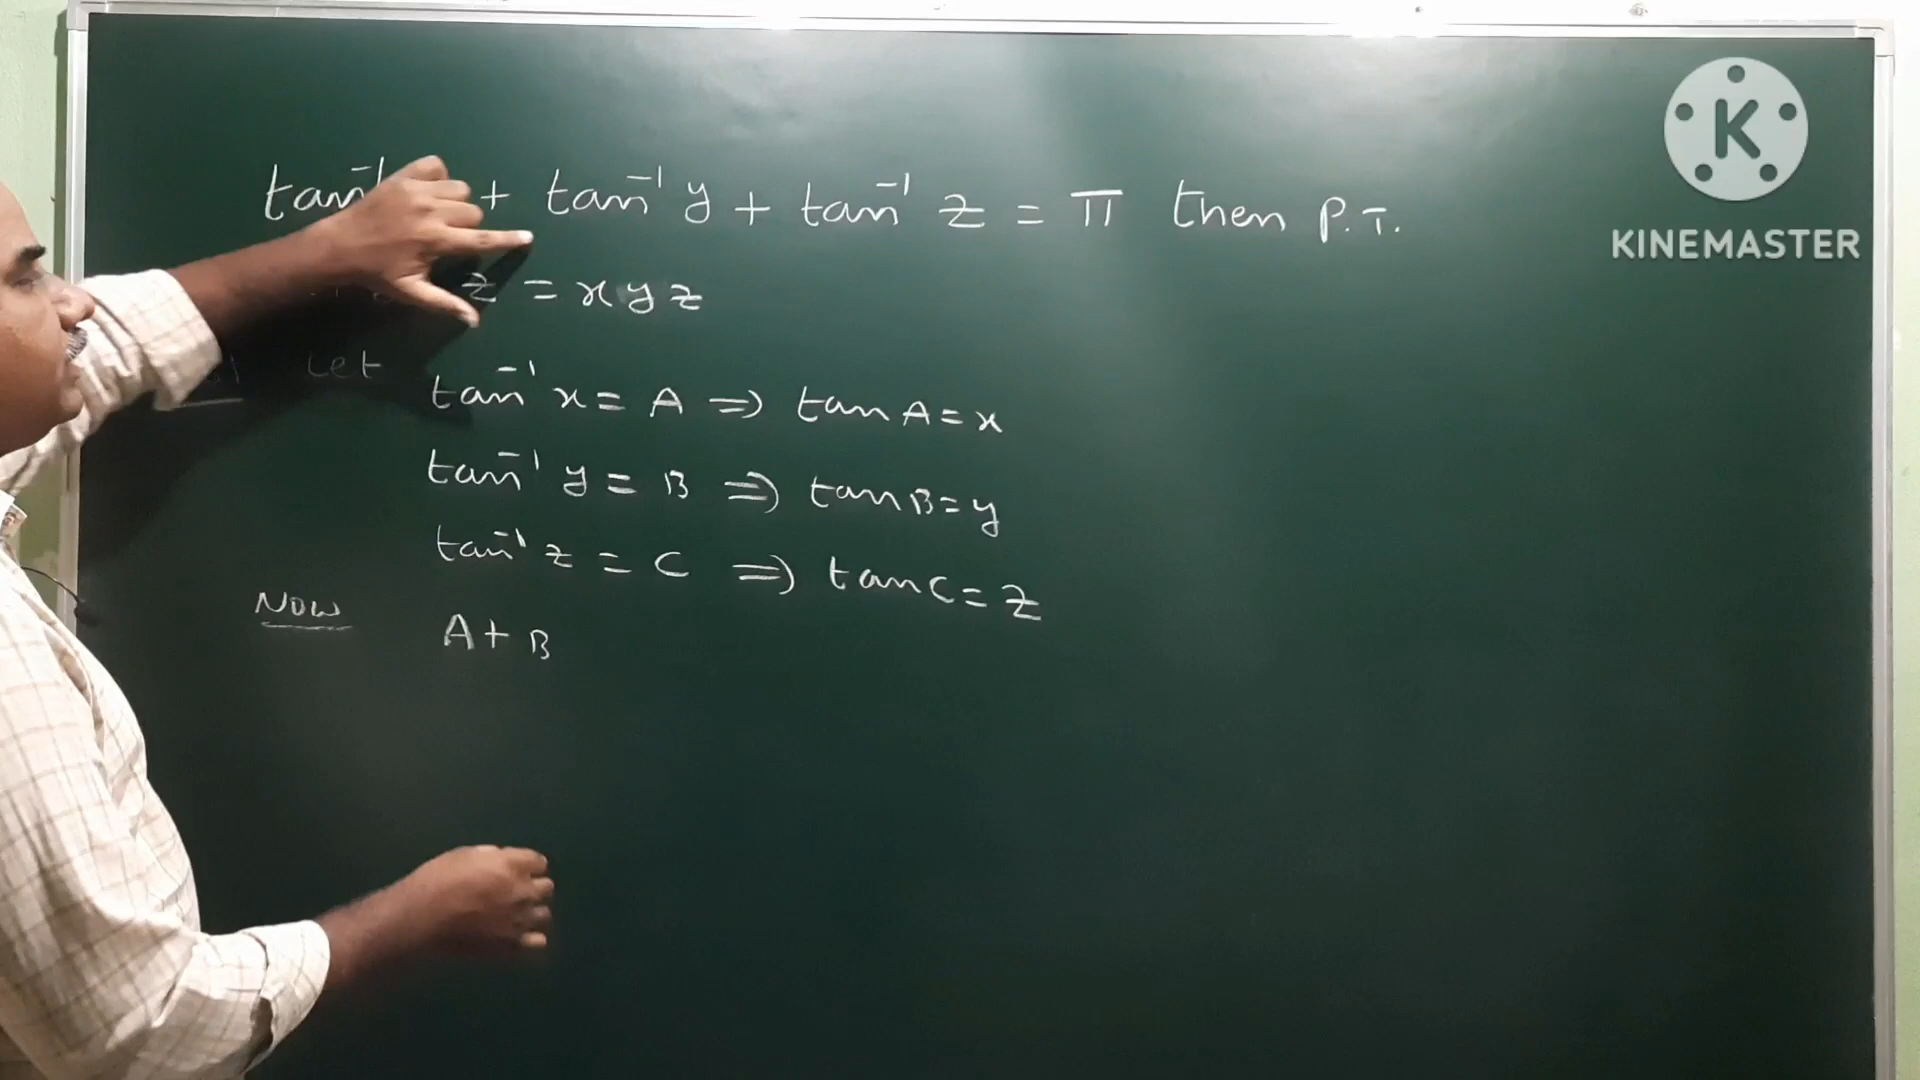 tan⁻¹ + tan⁻¹ y + tan⁻¹ z = π then P.T.
z = xyz
Let tan⁻¹ x = A ⇒ tan A = x
tan⁻¹ y = B ⇒ tan B = y
tan⁻¹ z = C ⇒ tan C = z
Now A + B
K
KINEMASTER